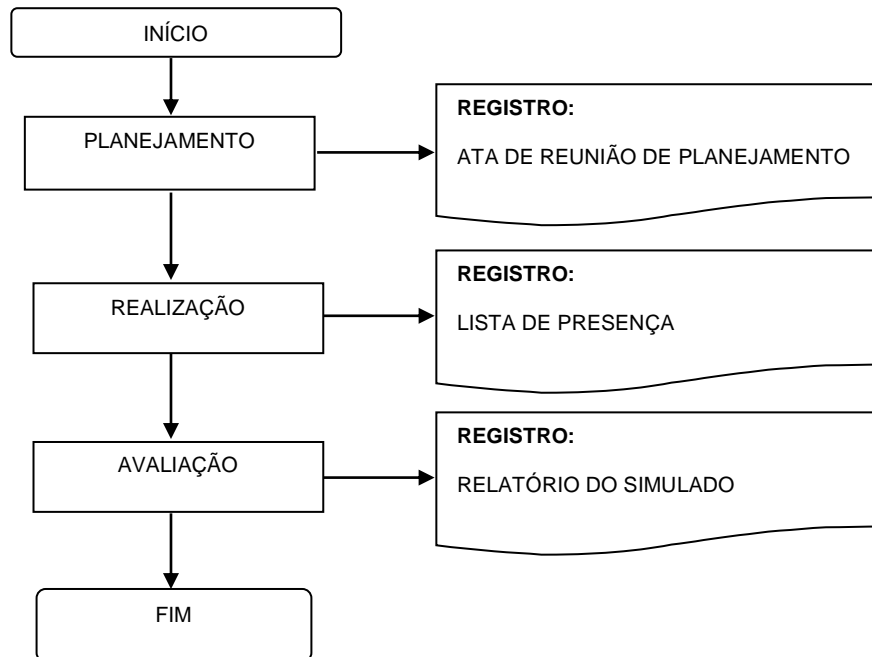 INÍCIO
PLANEJAMENTO
REGISTRO:
ATA DE REUNIÃO DE PLANEJAMENTO
REALIZAÇÃO
REGISTRO:
LISTA DE PRESENÇA
AVALIAÇÃO
REGISTRO:
RELATÓRIO DO SIMULADO
FIM